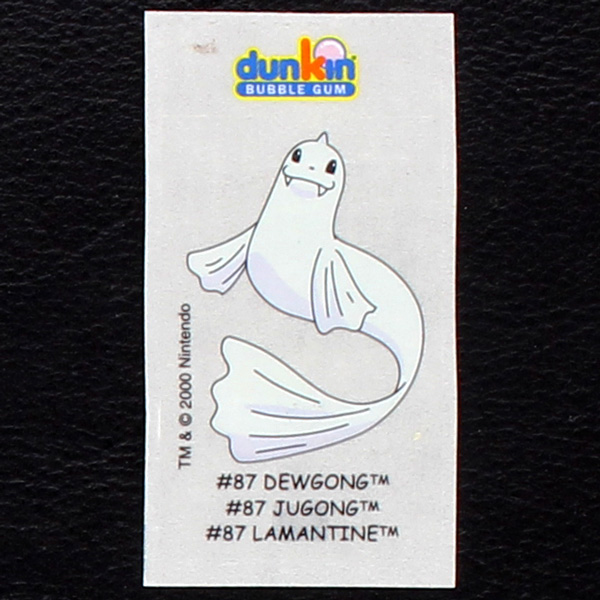 dunkin
BUBBLE GUM
TM & © 2000 Nintendo
#87 DEWGONG™
#87 JUGONG™
#87 LAMANTINE™